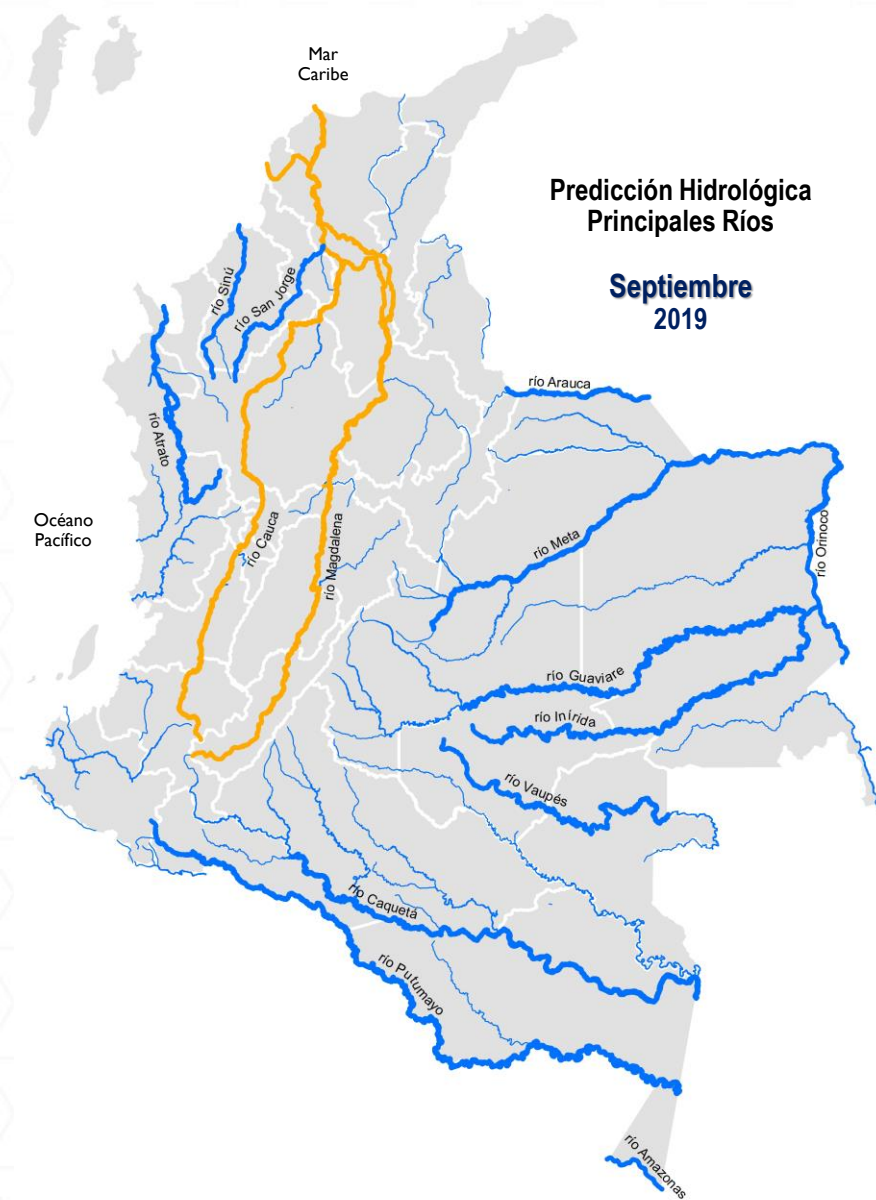 Mar
Caribe
Predicción Hidrológica
Principales Ríos
Septiembre
2019
río Sinú
río San Jorge
río Arauca
río Atrato
Océano
Pacífico
río Cauca
río Magdalena
río Meta
río Orinoco
río Guaviare
río Inírida
río Vaupés
río Caquetá
río Putumayo
río Amazonas